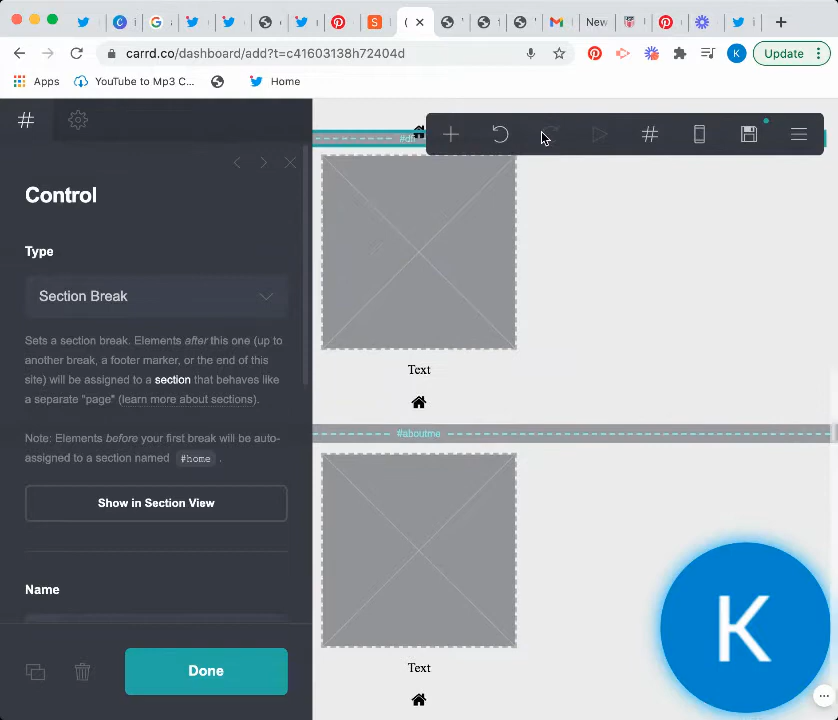 carrd.co/dashboard/add?t=c41603138h72404d
K
Update
Apps
YouTube to Mp3 C...
Home
New
#
Control
Type
Section Break
Sets a section break. Elements after this one (up to
another break, a footer marker, or the end of this
site) will be assigned to a section that behaves like
a separate "page" (learn more about sections).
Note: Elements before your first break will be auto-
assigned to a section named #home .
Show in Section View
Name
Done
Text
#aboutme
Text
K